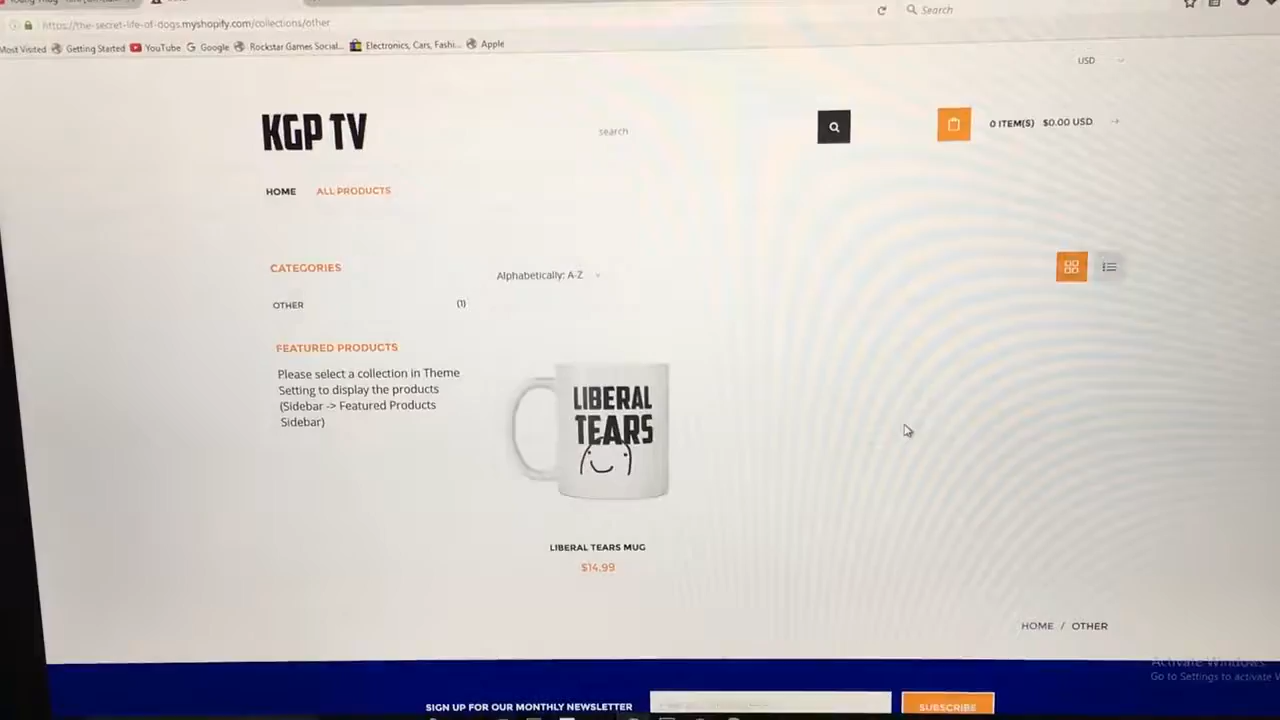 https://the-secret-life-of-dogs.myshopify.com/collections/other
Search
Most Visited Getting Started YouTube Google Rockstar Games Social... Electronics, Cars, Fashi... Apple
USD
KGP TV
search
0 ITEM(S) $0.00 USD
HOME ALL PRODUCTS
CATEGORIES
Alphabetically: A-Z
OTHER (1)
FEATURED PRODUCTS
Please select a collection in Theme
Setting to display the products
(Sidebar -> Featured Products
Sidebar)
LIBERAL
TEARS
LIBERAL TEARS MUG
$14.99
HOME / OTHER
Activate Windows
Go to Settings to activate
SIGN UP FOR OUR MONTHLY NEWSLETTER
SUBSCRIBE